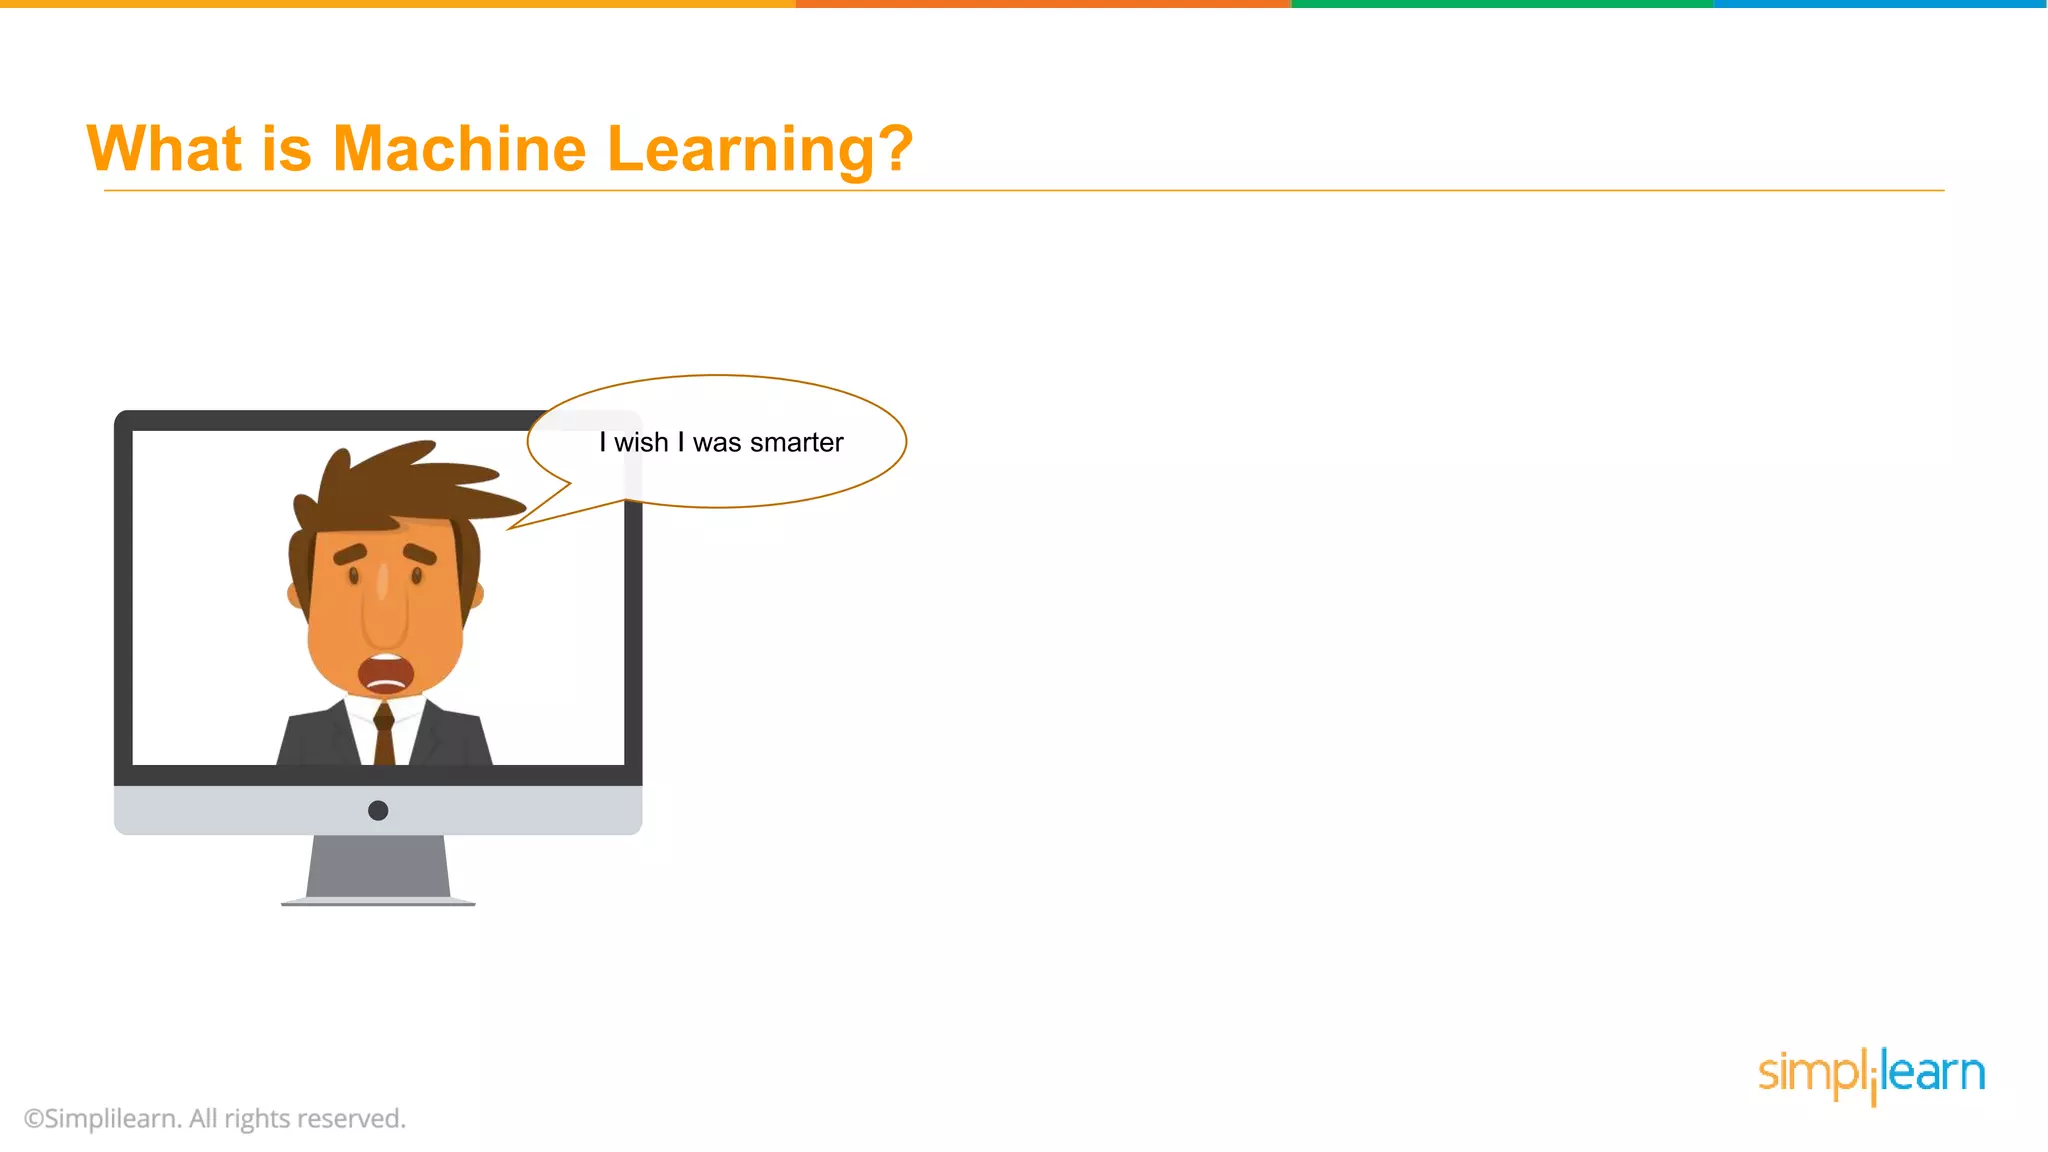 What is Machine Learning?
I wish I was smarter
simplilearn
©Simplilearn. All rights reserved.